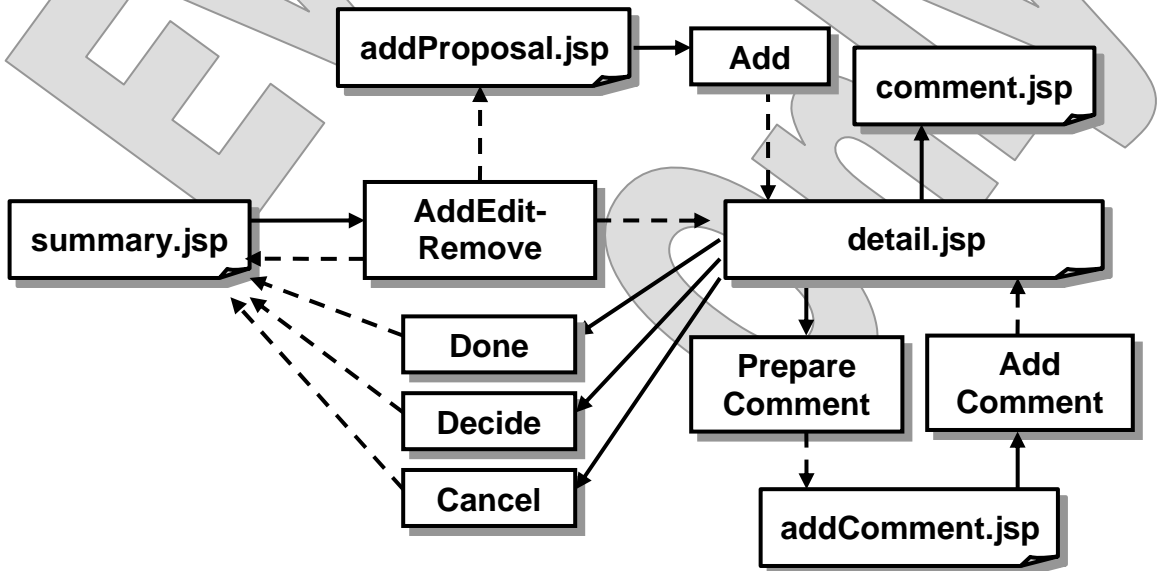 addProposal.jsp
Add
comment.jsp
summary.jsp
AddEdit-
Remove
detail.jsp
Done
Decide
Cancel
Prepare
Comment
Add
Comment
addComment.jsp